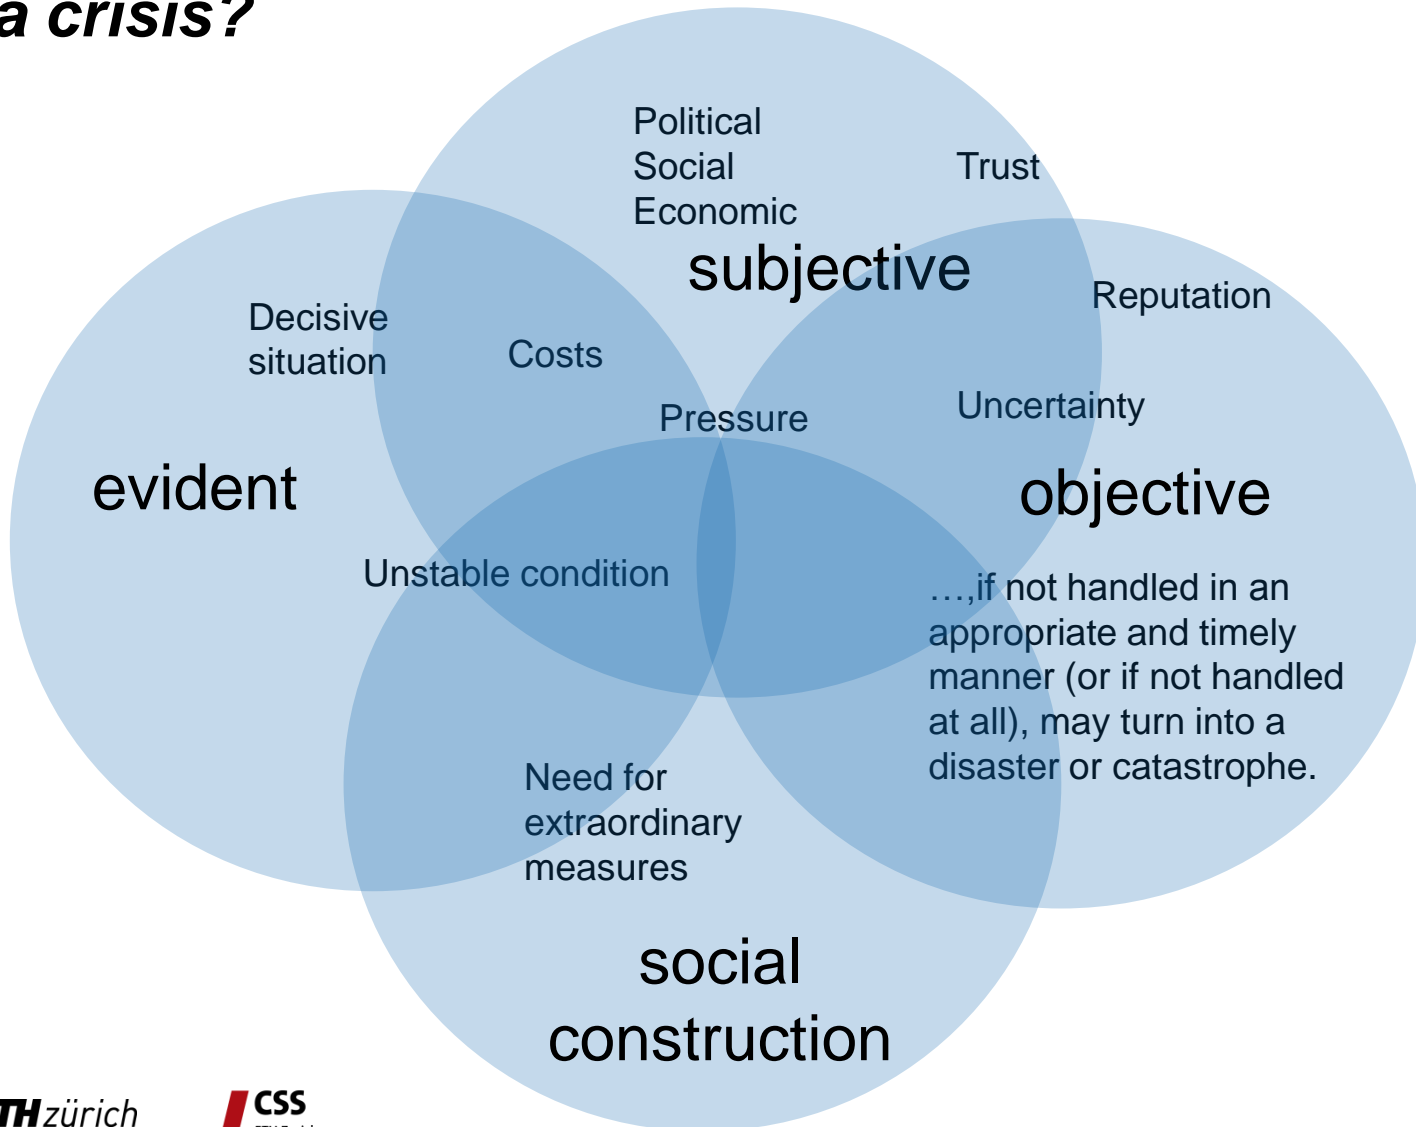 a crisis?
Political
Social
Economic
Trust
subjective
Reputation
Decisive
situation
Costs
Pressure
Uncertainty
evident
objective
Unstable condition
…,if not handled in an
appropriate and timely
manner (or if not handled
at all), may turn into a
disaster or catastrophe.
Need for
extraordinary
measures
social
construction
TH zürich
CSS